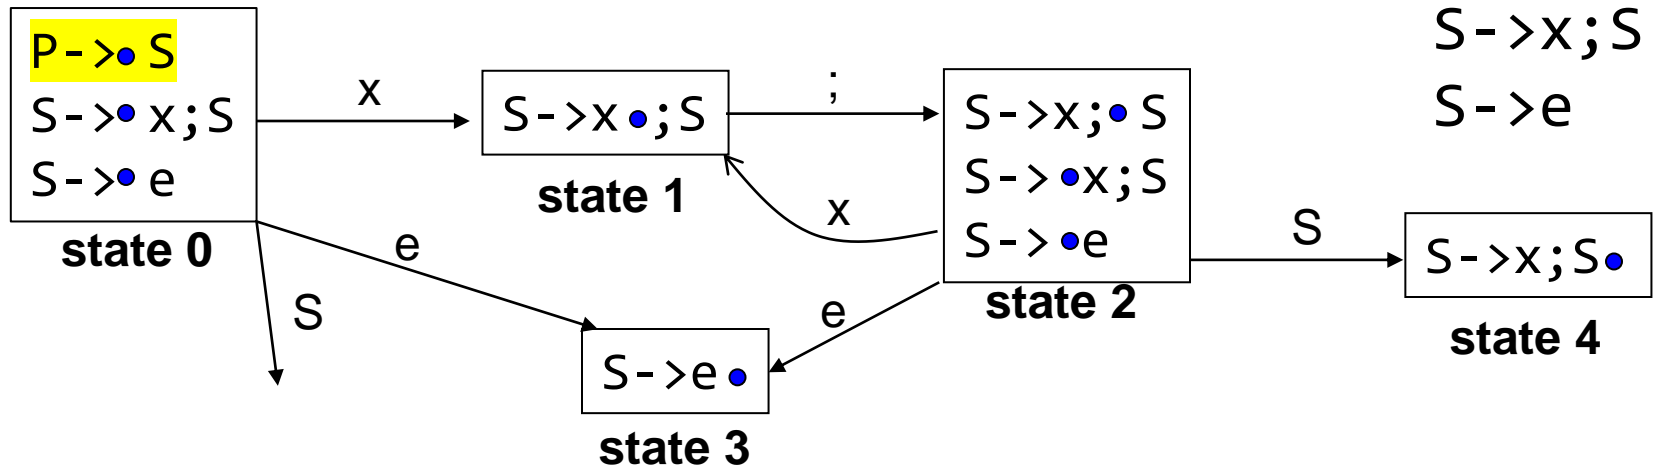 P->• S
S->• x;S
S->• e
state 0
x
e
S
S->x •;S
state 1
;
x
S->x;• S
S-> •x;S
S-> •e
state 2
e
S->e •
state 3
S
S->x;S•
state 4
S->x;S
S->e